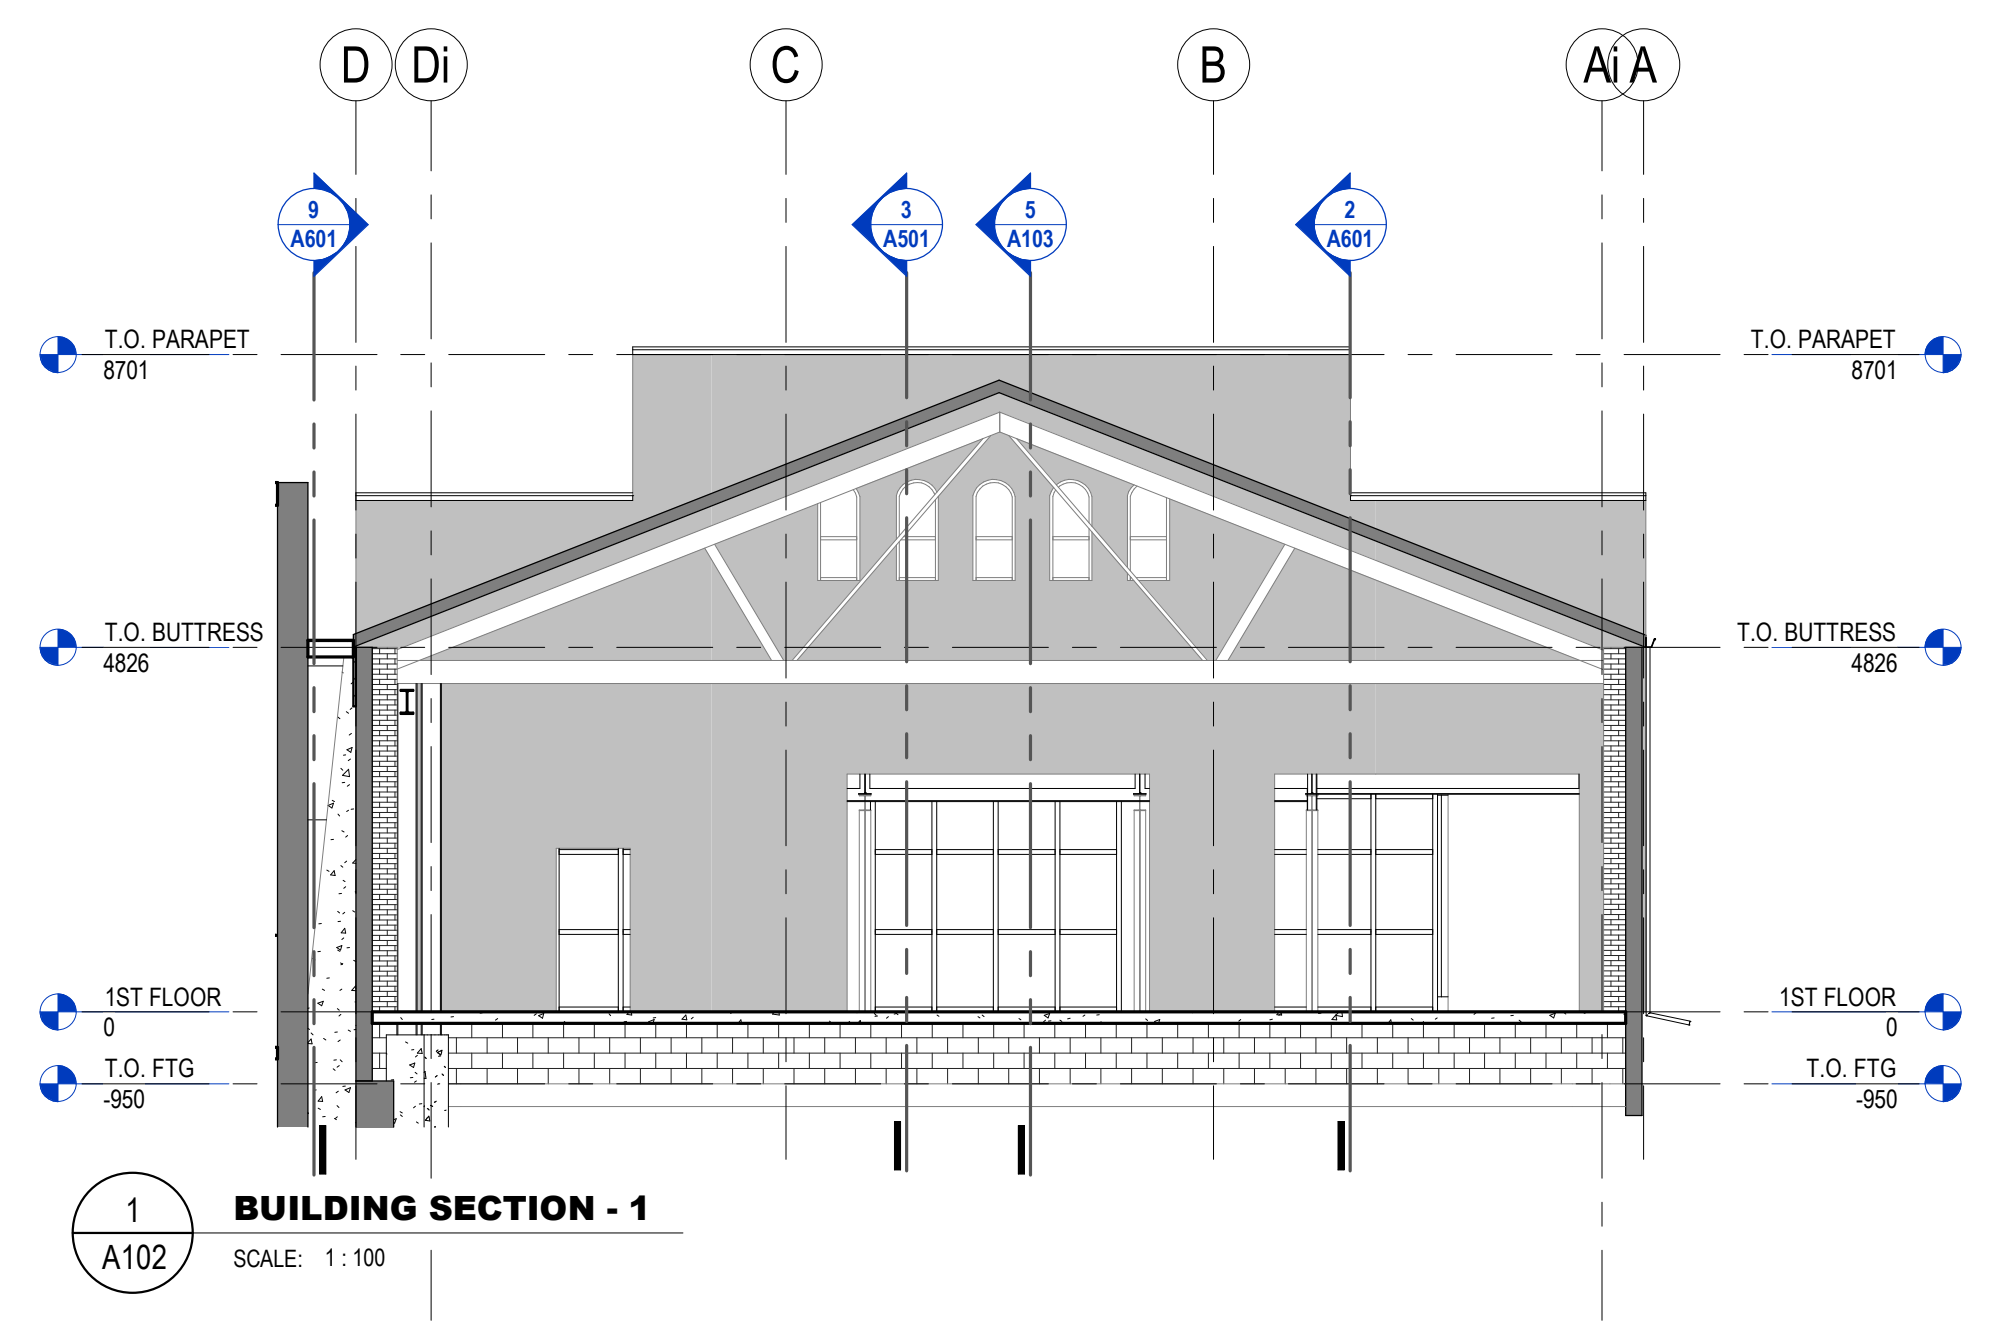 D Di C B Ai A
9 3 5 2
A601 A501 A103 A601
T.O. PARAPET T.O. PARAPET
8701 8701
T.O. BUTTRESS T.O. BUTTRESS
4826 4826
1ST FLOOR 1ST FLOOR
0 0
T.O. FTG T.O. FTG
-950 -950
1 BUILDING SECTION - 1
A102 SCALE: 1 : 100